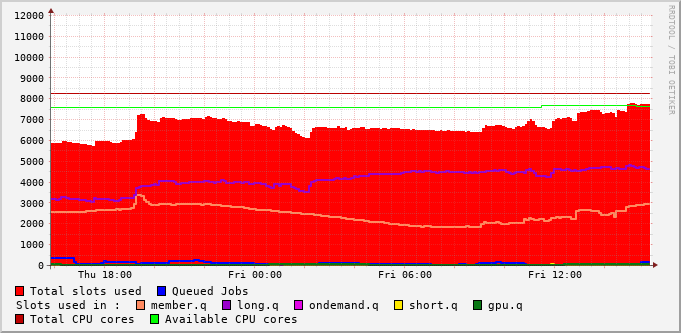 12000
11000
10000
9000
8000
7000
6000
5000
4000
3000
2000
1000
0
Thu 18:00 Fri 00:00 Fri 06:00 Fri 12:00
Total slots used Queued Jobs
Slots used in : member.q long.q ondemand.q short.q gpu.q
Total CPU cores Available CPU cores
RRDTOOL / TOBI OETIKER